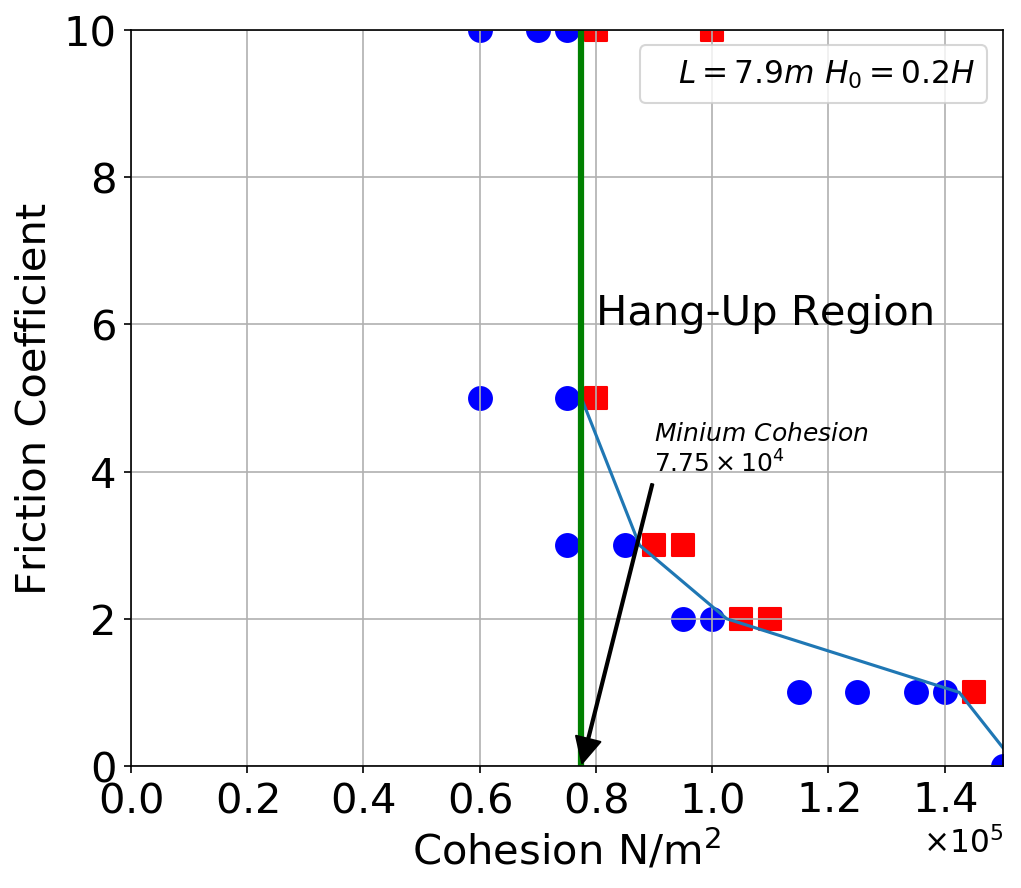 10
8
6
4
2
0
Friction Coefficient
L = 7.9m H₀ = 0.2H
Hang-Up Region
Minium Cohesion
7.75 × 10⁴
0.0 0.2 0.4 0.6 0.8 1.0 1.2 1.4
×10⁵
Cohesion N/m²